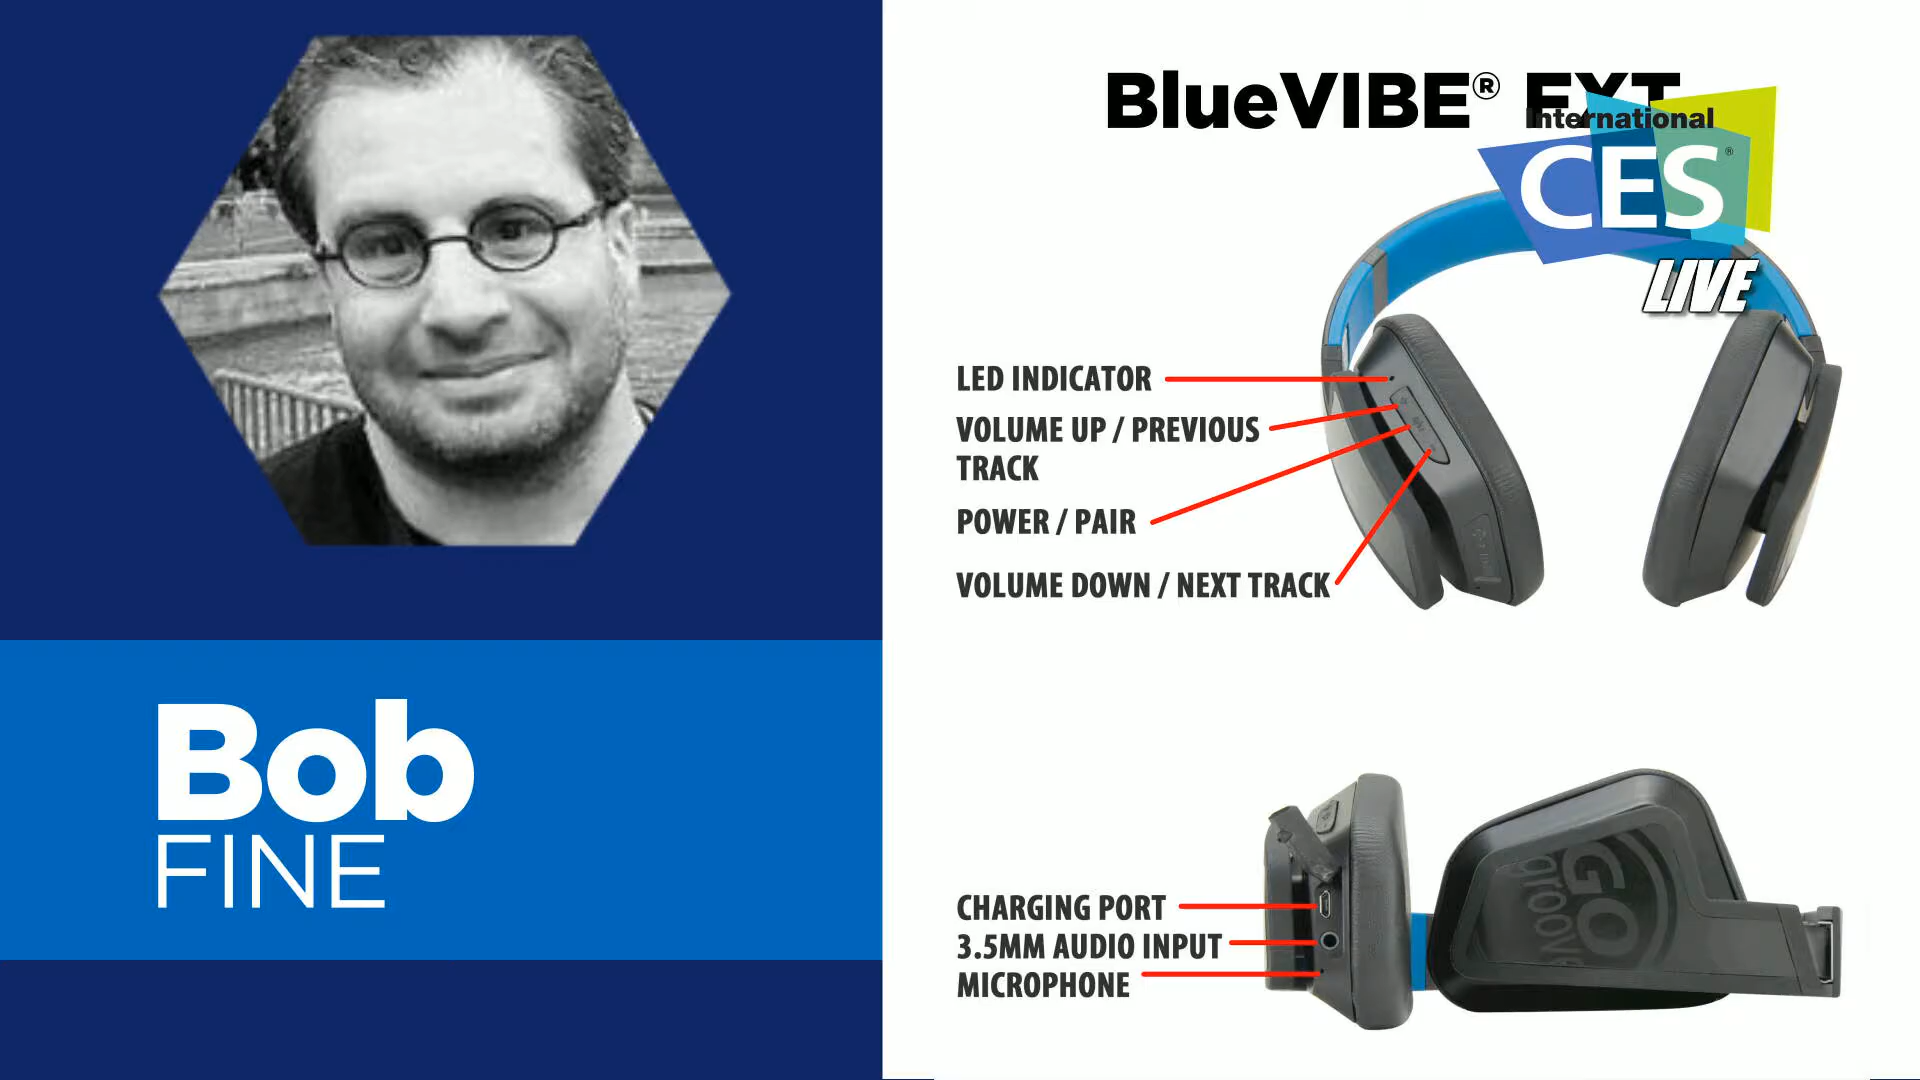 Bob
FINE
BlueVIBE® FXT
International
CES®
LIVE
LED INDICATOR
VOLUME UP / PREVIOUS
TRACK
POWER / PAIR
VOLUME DOWN / NEXT TRACK
CHARGING PORT
3.5MM AUDIO INPUT
MICROPHONE
GO
groove